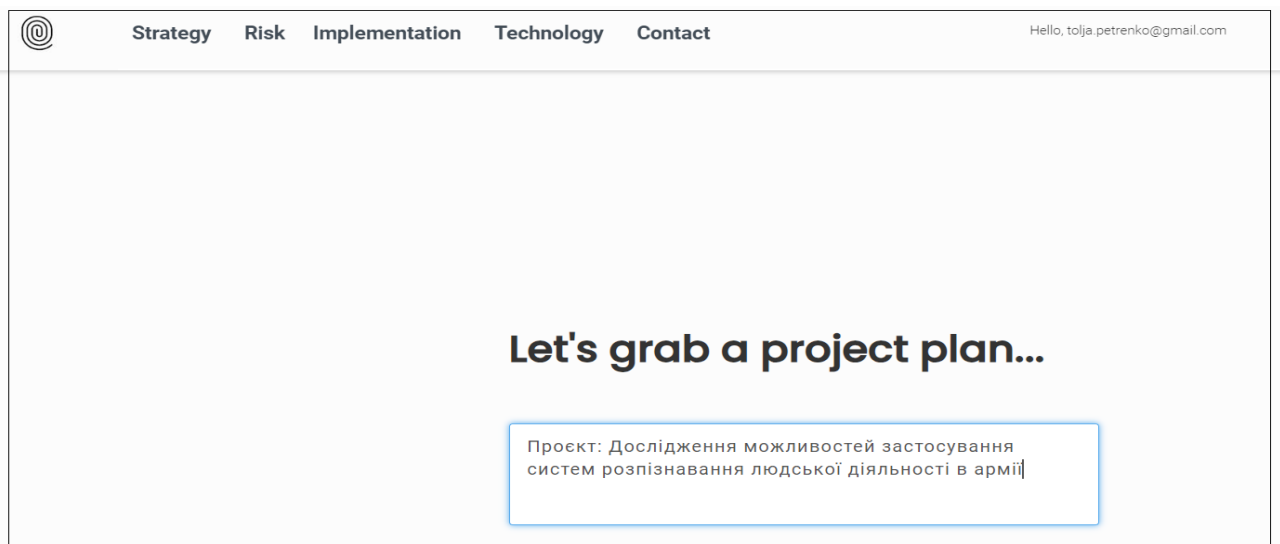 Strategy Risk Implementation Technology Contact Hello, tolja.petrenko@gmail.com
Let's grab a project plan...
Проєкт: Дослідження можливостей застосування
систем розпізнавання людської діяльності в армії